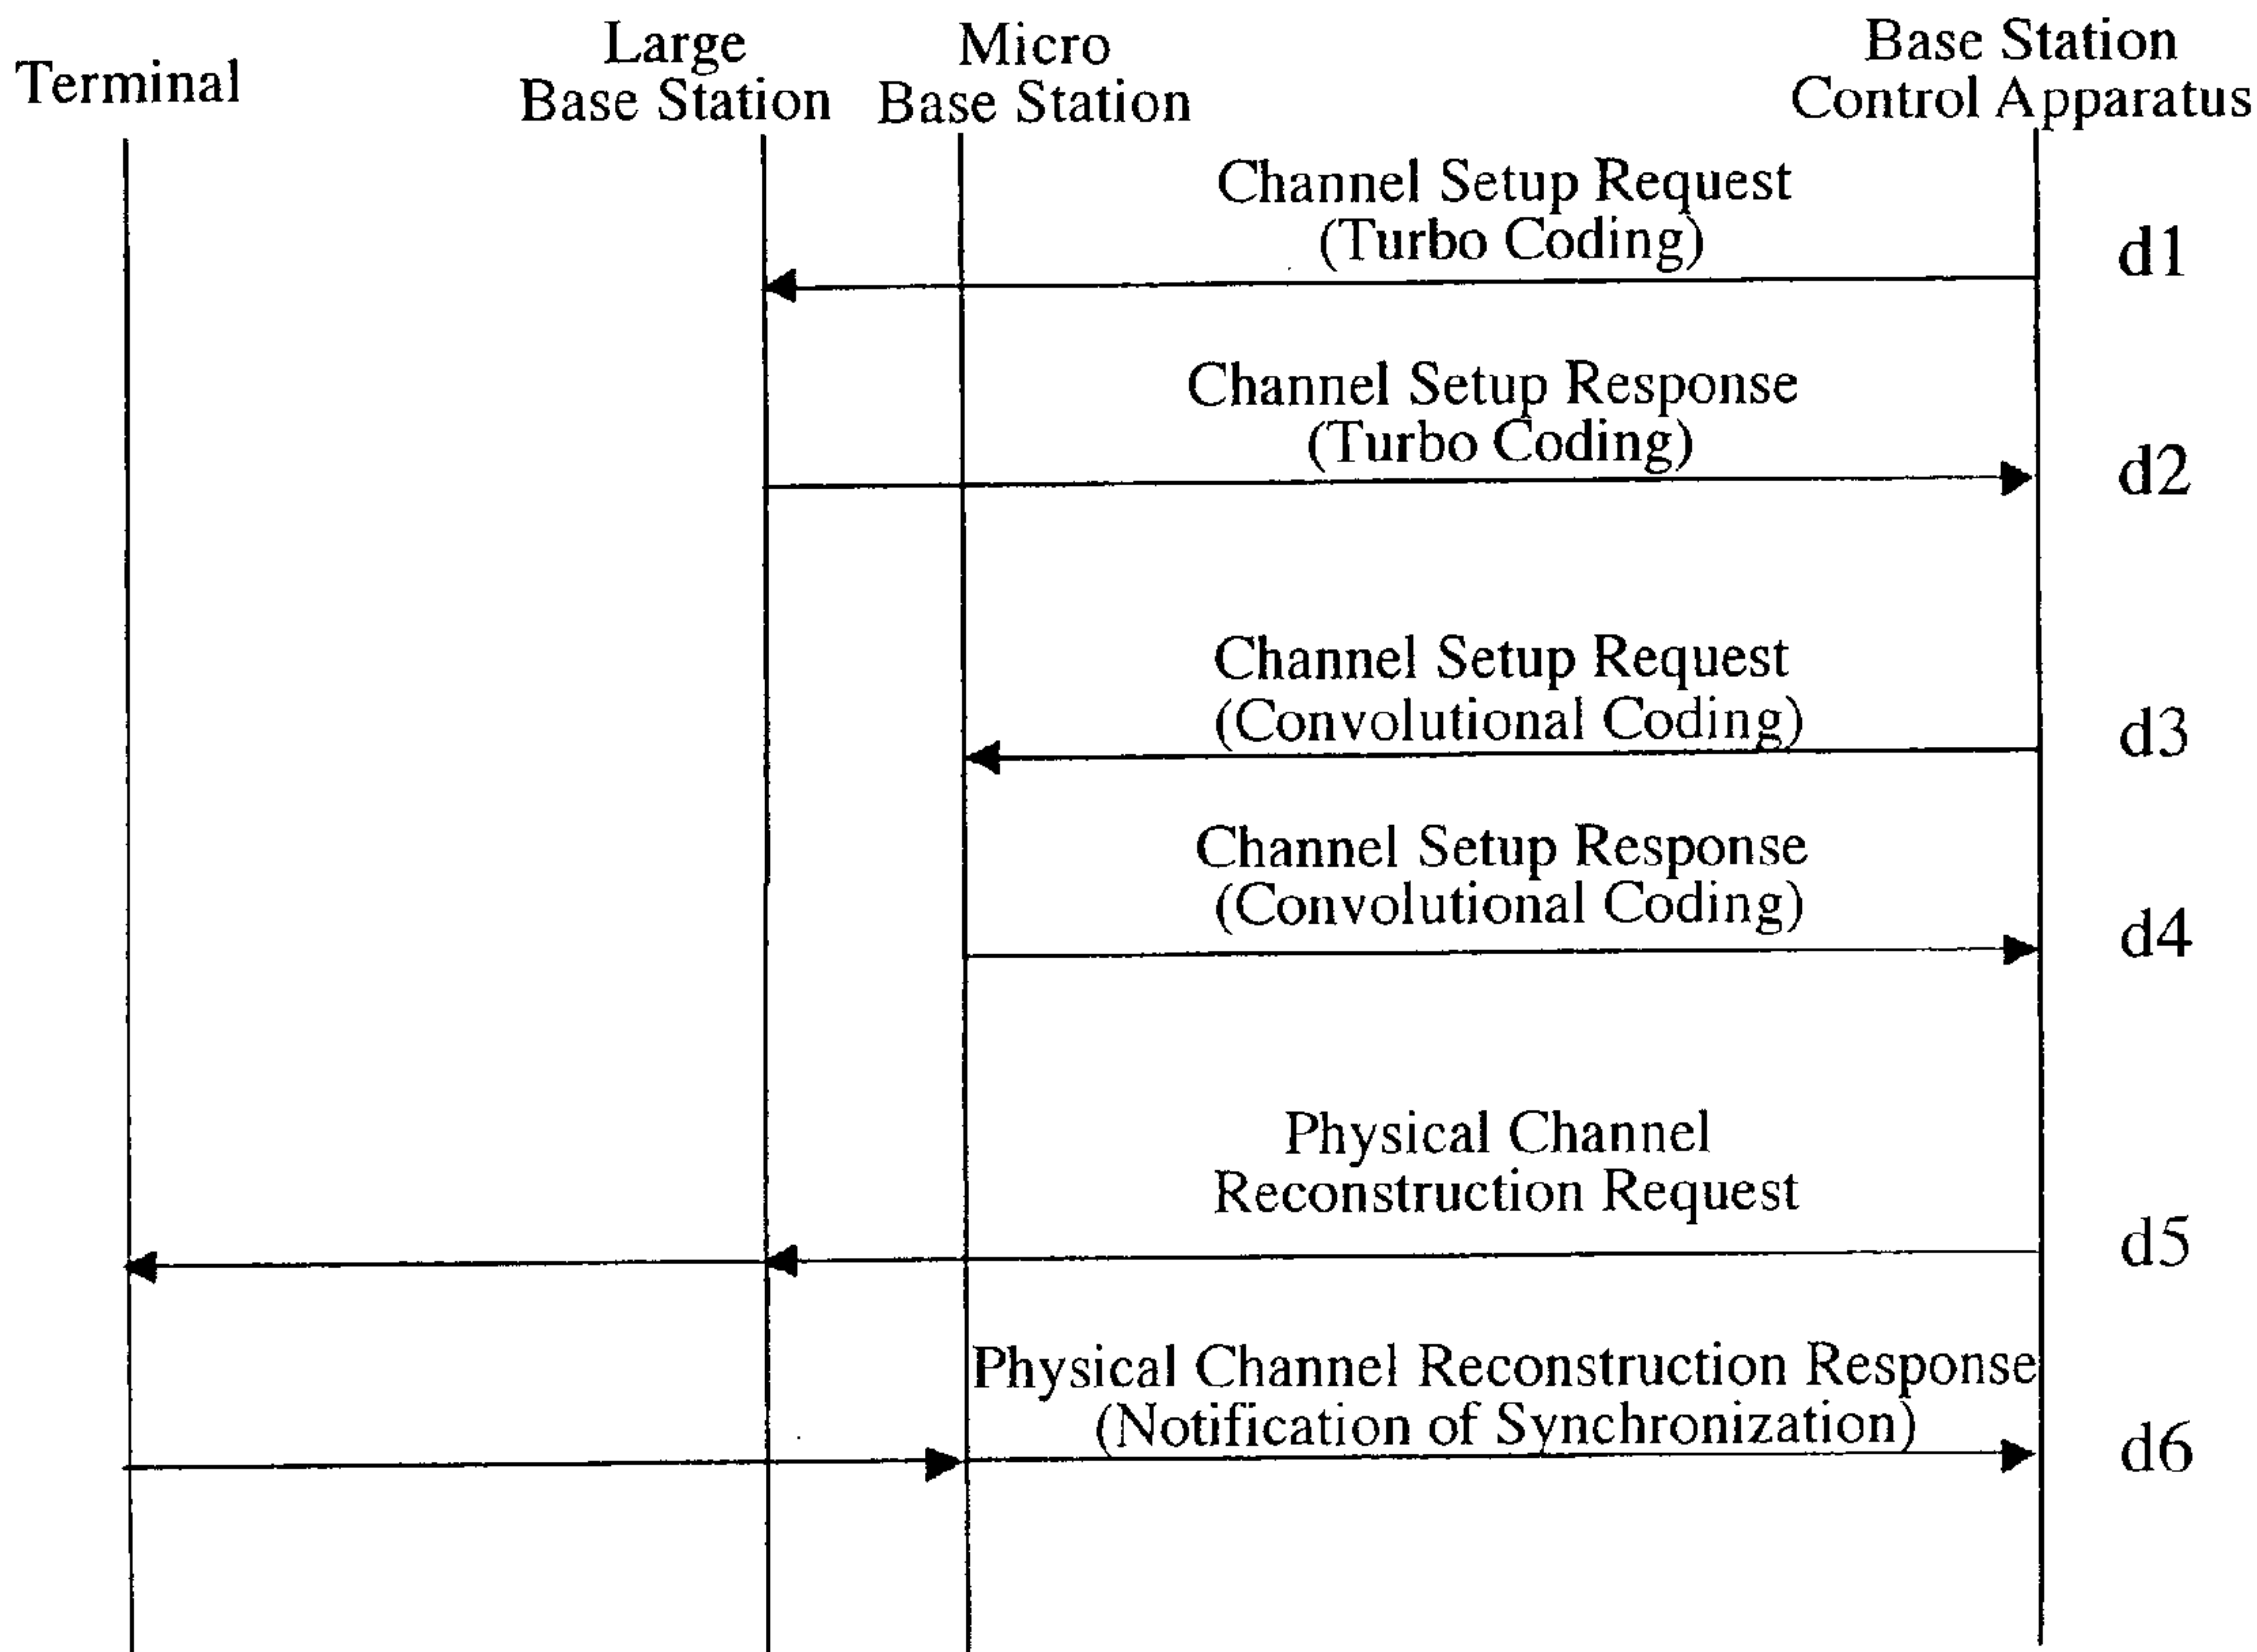 Terminal
Large
Base Station
Micro
Base Station
Base Station
Control Apparatus
Channel Setup Request
(Turbo Coding)
d1
Channel Setup Response
(Turbo Coding)
d2
Channel Setup Request
(Convolutional Coding)
d3
Channel Setup Response
(Convolutional Coding)
d4
Physical Channel
Reconstruction Request
d5
Physical Channel Reconstruction Response
(Notification of Synchronization)
d6